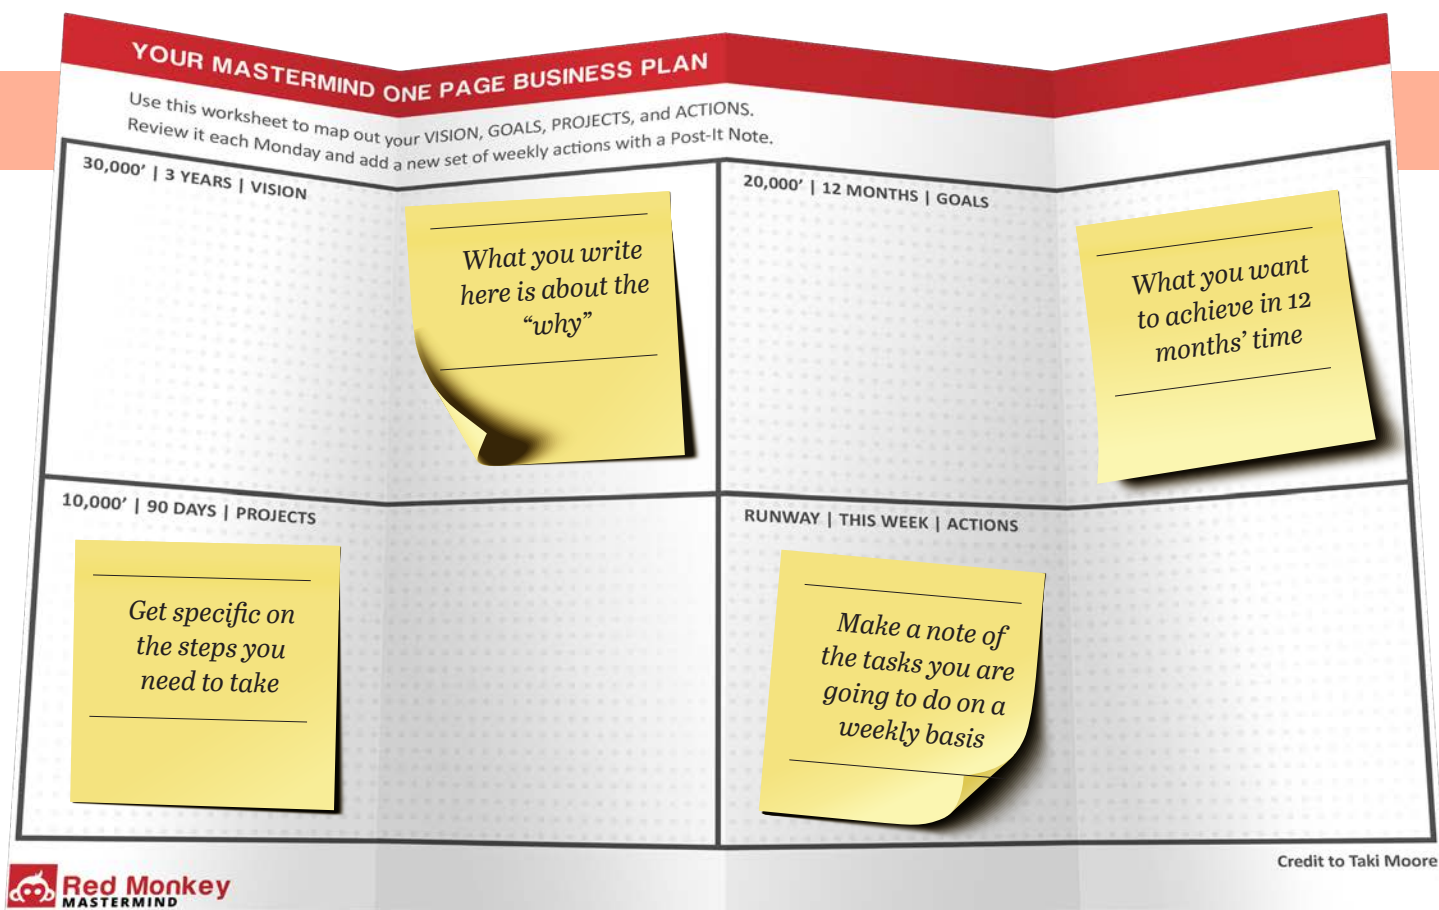 YOUR MASTERMIND ONE PAGE BUSINESS PLAN
Use this worksheet to map out your VISION, GOALS, PROJECTS, and ACTIONS.
Review it each Monday and add a new set of weekly actions with a Post-It Note.
30,000’ | 3 YEARS | VISION
What you write
here is about the
“why”
20,000’ | 12 MONTHS | GOALS
What you want
to achieve in 12
months’ time
10,000’ | 90 DAYS | PROJECTS
Get specific on
the steps you
need to take
RUNWAY | THIS WEEK | ACTIONS
Make a note of
the tasks you are
going to do on a
weekly basis
Credit to Taki Moore
Red Monkey
MASTERMIND